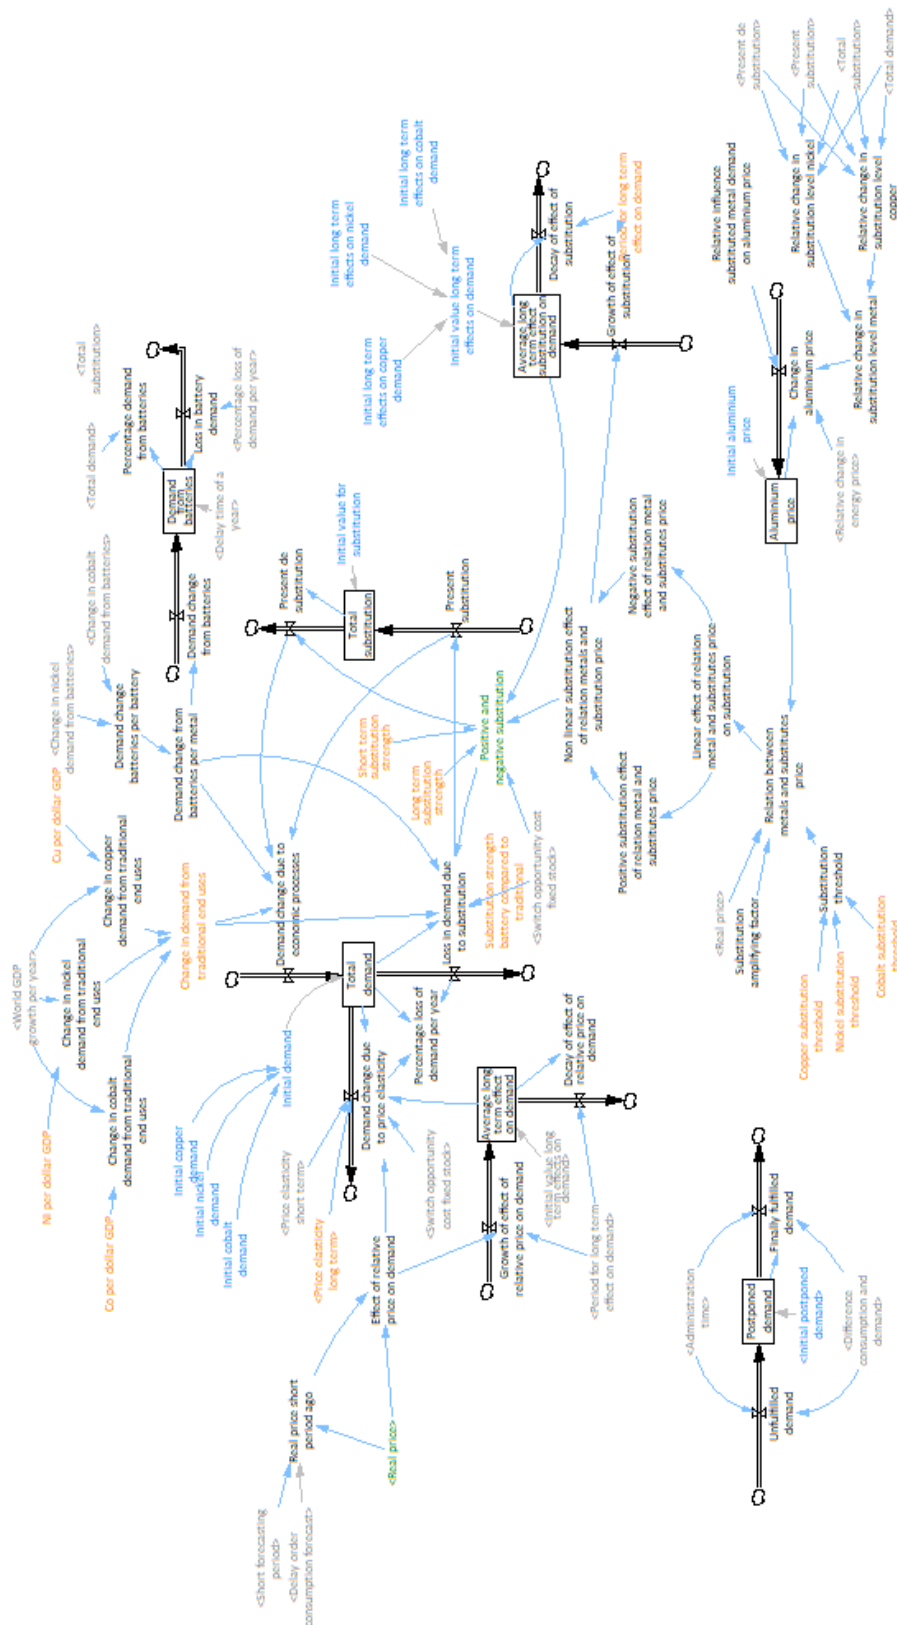 <Short forecasting
period>
<Delay order
consumption forecast>
Real price short
period ago
<Real price>
Effect of relative
price on demand
Co per dollar GDP
Ni per dollar GDP
Cu per dollar GDP
<World GDP
growth per year>
Change in cobalt
demand from traditional
end uses
Change in nickel
demand from traditional
end uses
Change in copper
demand from traditional
end uses
Change in demand from
traditional end uses
Initial copper
demand
Initial nickel
demand
Initial cobalt
demand
Initial demand
<Price elasticity
short term>
<Price elasticity
long term>
Demand change due
to price elasticity
<Switch opportunity
cost fixed stock>
Percentage loss of
demand per year
Total
demand
Demand change due to
economic processes
Loss in demand due
to substitution
Growth of effect of
relative price on demand
Average long
term effect
on demand
<Initial value long
term effects on
demand>
<Period for long term
effect on demand>
Decay of effect of
relative price on
demand
<Change in nickel
demand from batteries>
<Change in cobalt
demand from batteries>
Demand change
batteries per battery
Demand change from
batteries per metal
Demand change
from batteries
Demand
from
batteries
<Delay time of a
year>
<Total demand>
Percentage demand
from batteries
<Total
substitution>
Loss in battery
demand
<Percentage loss of
demand per year>
Present de
substitution
Total
substitution
Initial value for
substitution
Present
substitution
Short term
substitution
strength
Long term
substitution
strength
Positive and
negative substitution
Substitution strength
battery compared to
traditional
<Switch opportunity cost
fixed stock>
Initial long term
effects on copper
demand
Initial long term
effects on nickel
demand
Initial long term
effects on cobalt
demand
Initial value long term
effects on demand
Average long
term effect
substitution on
demand
Decay of effect of
substitution
Period for long term
effect on demand
Growth of effect of
substitution
Non linear substitution effect
of relation metals and
substitution price
Positive substitution effect
of relation metal and
substitutes price
Negative substitution
effect of relation metal
and substitutes price
Linear effect of relation
metal and substitutes price
on substitution
Relation between
metals and substitutes
price
<Real price>
Substitution
amplifying factor
Substitution
threshold
Copper substitution
threshold
Nickel substitution
threshold
Cobalt substitution
threshold
Initial aluminium
price
Aluminium
price
Change in
aluminium price
<Relative change in
energy price>
Relative influence
substituted metal demand
on aluminium price
Relative change in
substitution level metal
Relative change in
substitution level nickel
Relative change in
substitution level
copper
<Present de
substitution>
<Present
substitution>
<Total
substitution>
<Total demand>
Unfulfilled
demand
<Administration
time>
Postponed
demand
<Initial postponed
demand>
<Difference
consumption and
demand>
Finally fulfilled
demand